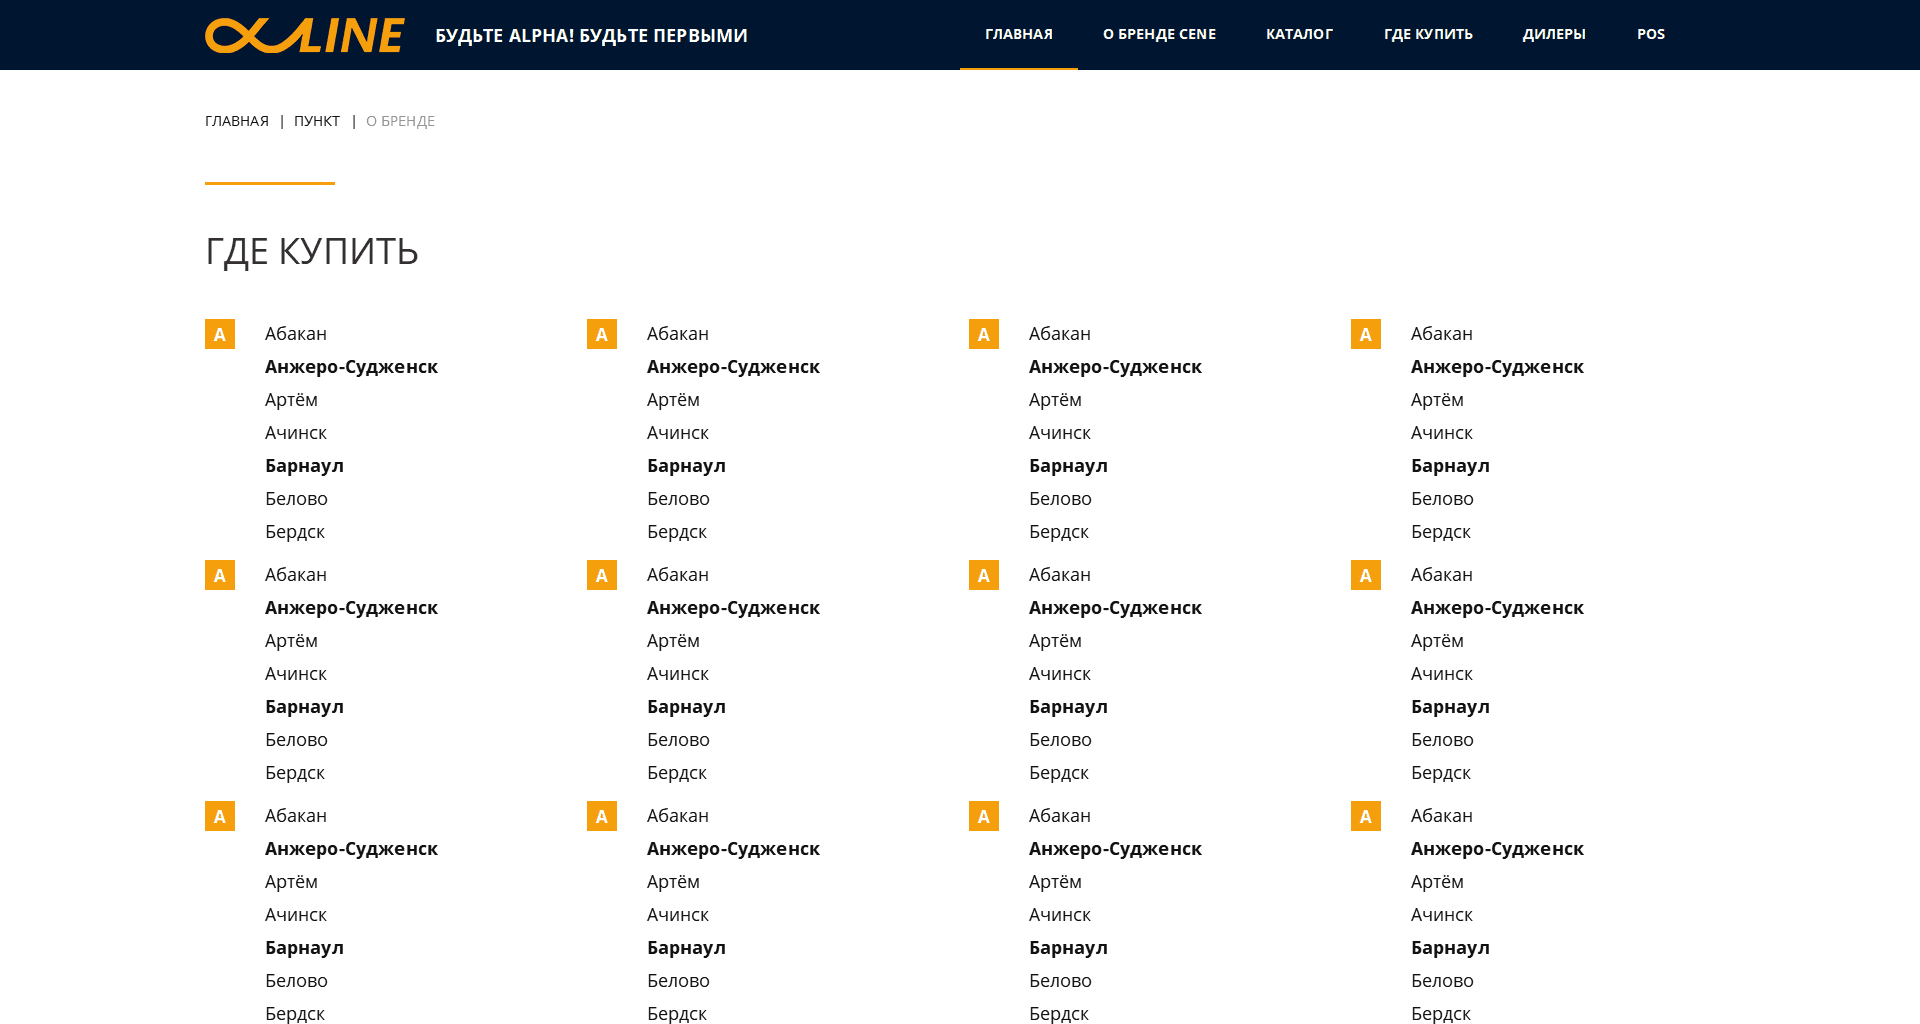 LINE БУДЬТЕ ALPHA! БУДЬТЕ ПЕРВЫМИ ГЛАВНАЯ О БРЕНДЕ CENE КАТАЛОГ ГДЕ КУПИТЬ ДИЛЕРЫ POS
ГЛАВНАЯ | ПУНКТ | О БРЕНДЕ
ГДЕ КУПИТЬ
А Абакан А Абакан А Абакан А Абакан
Анжеро-Судженск Анжеро-Судженск Анжеро-Судженск Анжеро-Судженск
Артём Артём Артём Артём
Ачинск Ачинск Ачинск Ачинск
Барнаул Барнаул Барнаул Барнаул
Белово Белово Белово Белово
Бердск Бердск Бердск Бердск
А Абакан А Абакан А Абакан А Абакан
Анжеро-Судженск Анжеро-Судженск Анжеро-Судженск Анжеро-Судженск
Артём Артём Артём Артём
Ачинск Ачинск Ачинск Ачинск
Барнаул Барнаул Барнаул Барнаул
Белово Белово Белово Белово
Бердск Бердск Бердск Бердск
А Абакан А Абакан А Абакан А Абакан
Анжеро-Судженск Анжеро-Судженск Анжеро-Судженск Анжеро-Судженск
Артём Артём Артём Артём
Ачинск Ачинск Ачинск Ачинск
Барнаул Барнаул Барнаул Барнаул
Белово Белово Белово Белово
Бердск Бердск Бердск Бердск